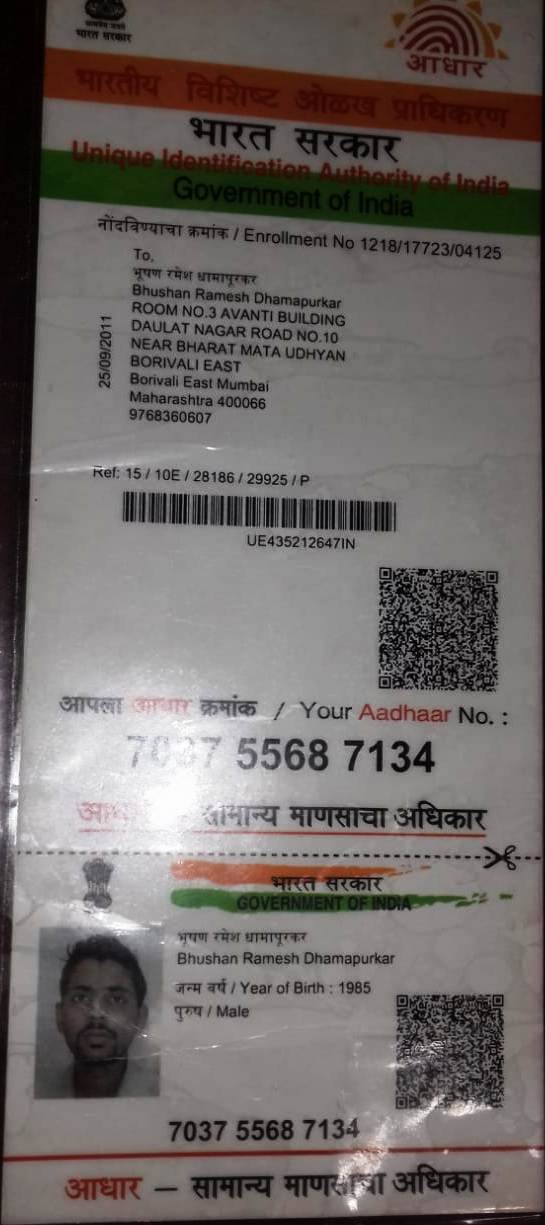 भारत सरकार
आधार
भारतीय विशिष्ट ओळख प्राधिकरण
भारत सरकार
Unique Identification Authority of India
Government of India
नोंदविण्याचा क्रमांक / Enrollment No 1218/17723/04125
25/09/2011
To,
भूषण रमेश धामापूरकर
Bhushan Ramesh Dhamapurkar
ROOM NO.3 AVANTI BUILDING
DAULAT NAGAR ROAD NO.10
NEAR BHARAT MATA UDHYAN
BORIVALI EAST
Borivali East Mumbai
Maharashtra 400066
9768360607
Ref: 15 / 10E / 28186 / 29925 / P
UE435212647IN
आपला आधार क्रमांक / Your Aadhaar No. :
7037 5568 7134
सामान्य माणसाचा अधिकार
भारत सरकार
GOVERNMENT OF INDIA
भूषण रमेश धामापूरकर
Bhushan Ramesh Dhamapurkar
जन्म वर्ष / Year of Birth : 1985
पुरुष / Male
7037 5568 7134
आधार – सामान्य माणसाचा अधिकार